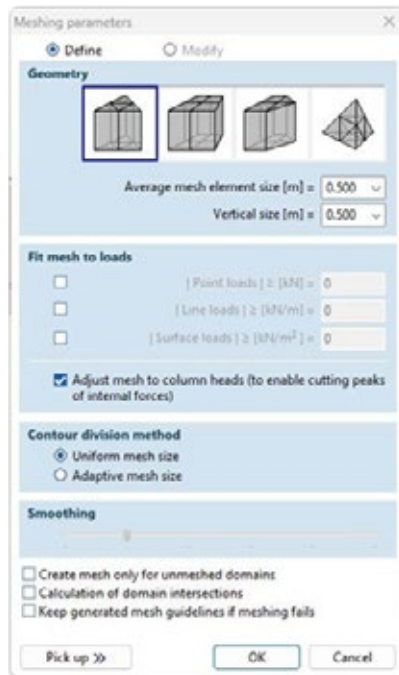 Meshing parameters
Define Modify
Geometry
Average mesh element size [m] = 0.500
Vertical size [m] = 0.500
Fit mesh to loads
| Point loads | ≥ [kN] = 0
| Line loads | ≥ [kN/m] = 0
| Surface loads | ≥ [kN/m²] = 0
Adjust mesh to column heads (to enable cutting peaks
of internal forces)
Contour division method
Uniform mesh size
Adaptive mesh size
Smoothing
Create mesh only for unmeshed domains
Calculation of domain intersections
Keep generated mesh guidelines if meshing fails
Pick up » OK Cancel